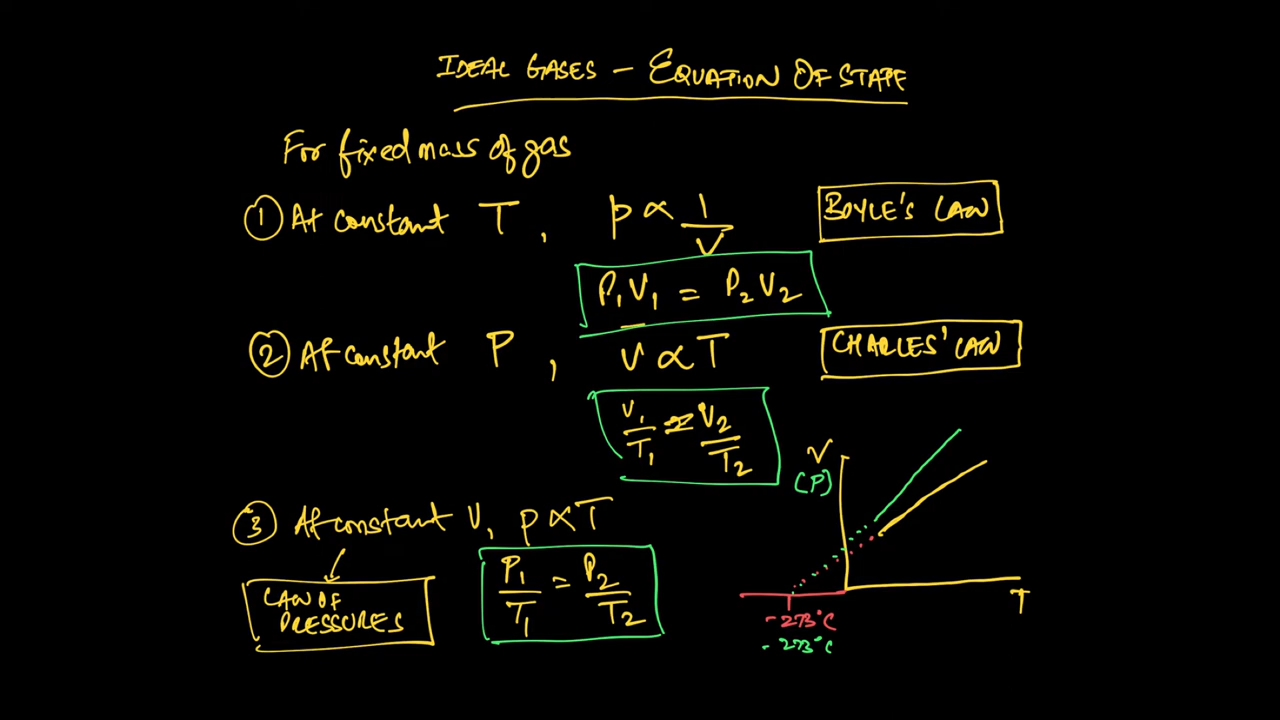 IDEAL GASES – EQUATION OF STATE
For fixed mass of gas
① At constant T, p ∝ 1/V BOYLE'S LAW
P₁V₁ = P₂V₂
② At constant P, V ∝ T CHARLES' LAW
V₁/T₁ = V₂/T₂
③ At constant V, p ∝ T
LAW OF
PRESSURES
P₁/T₁ = P₂/T₂
V
(P)
T
-273°C
-273°C